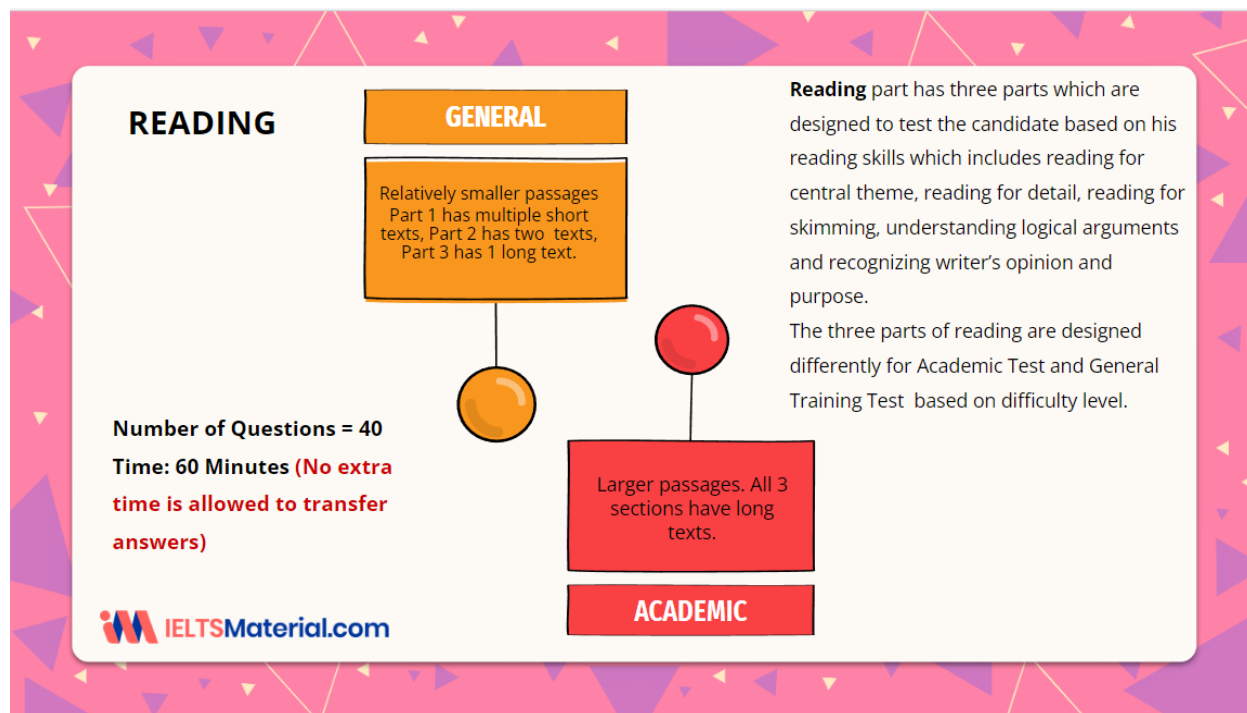 READING
GENERAL
Relatively smaller passages
Part 1 has multiple short
texts, Part 2 has two texts,
Part 3 has 1 long text.
Number of Questions = 40
Time: 60 Minutes (No extra
time is allowed to transfer
answers)
Larger passages. All 3
sections have long
texts.
ACADEMIC
Reading part has three parts which are
designed to test the candidate based on his
reading skills which includes reading for
central theme, reading for detail, reading for
skimming, understanding logical arguments
and recognizing writer’s opinion and
purpose.
The three parts of reading are designed
differently for Academic Test and General
Training Test based on difficulty level.
IELTSMaterial.com